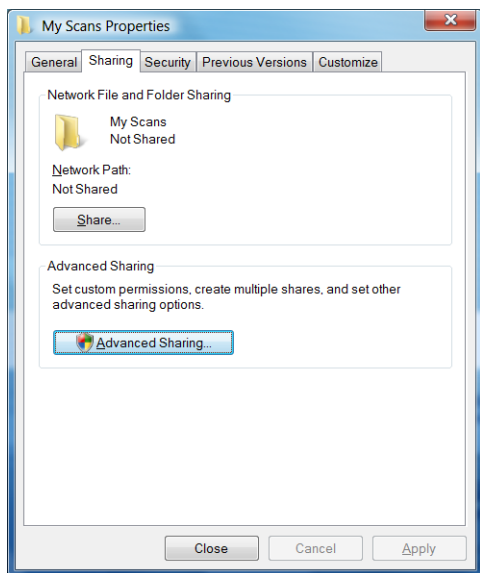 My Scans Properties
General Sharing Security Previous Versions Customize
Network File and Folder Sharing
My Scans
Not Shared
Network Path:
Not Shared
Share...
Advanced Sharing
Set custom permissions, create multiple shares, and set other
advanced sharing options.
Advanced Sharing...
Close Cancel Apply